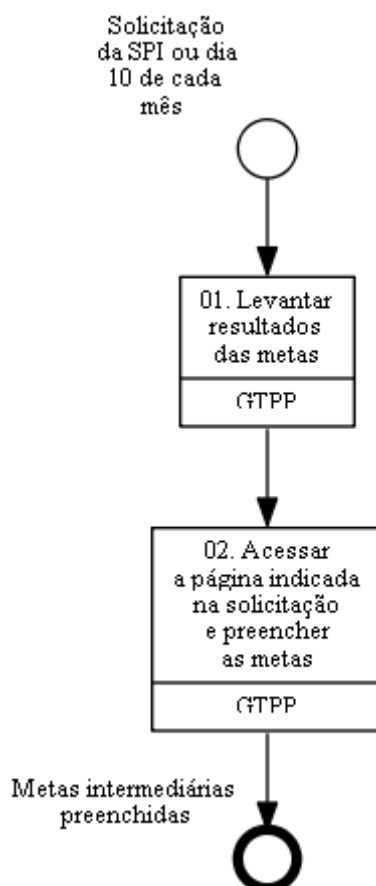 Solicitação
da SPI ou dia
10 de cada
mês
01. Levantar
resultados
das metas
GTPP
02. Acessar
a página indicada
na solicitação
e preencher
as metas
GTPP
Metas intermediárias
preenchidas